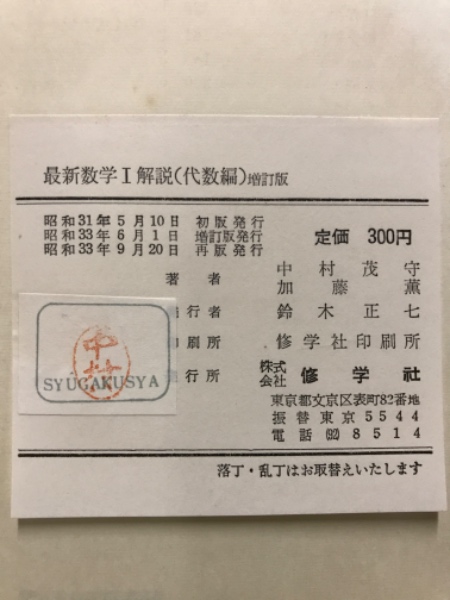 最新数学Ⅰ解説(代数編)増訂版
昭和31年5月10日 初版発行
昭和33年6月1日 増訂版発行
昭和33年9月20日 再版発行
定価 300円
著者 中村茂守
加藤薫
行者 鈴木正七
刷所 修学社印刷所
行所 株式会社 修学社
東京都文京区表町82番地
振替東京5544
電話(92)8514
中村
SYUGAKUSYA
落丁・乱丁はお取替えいたします